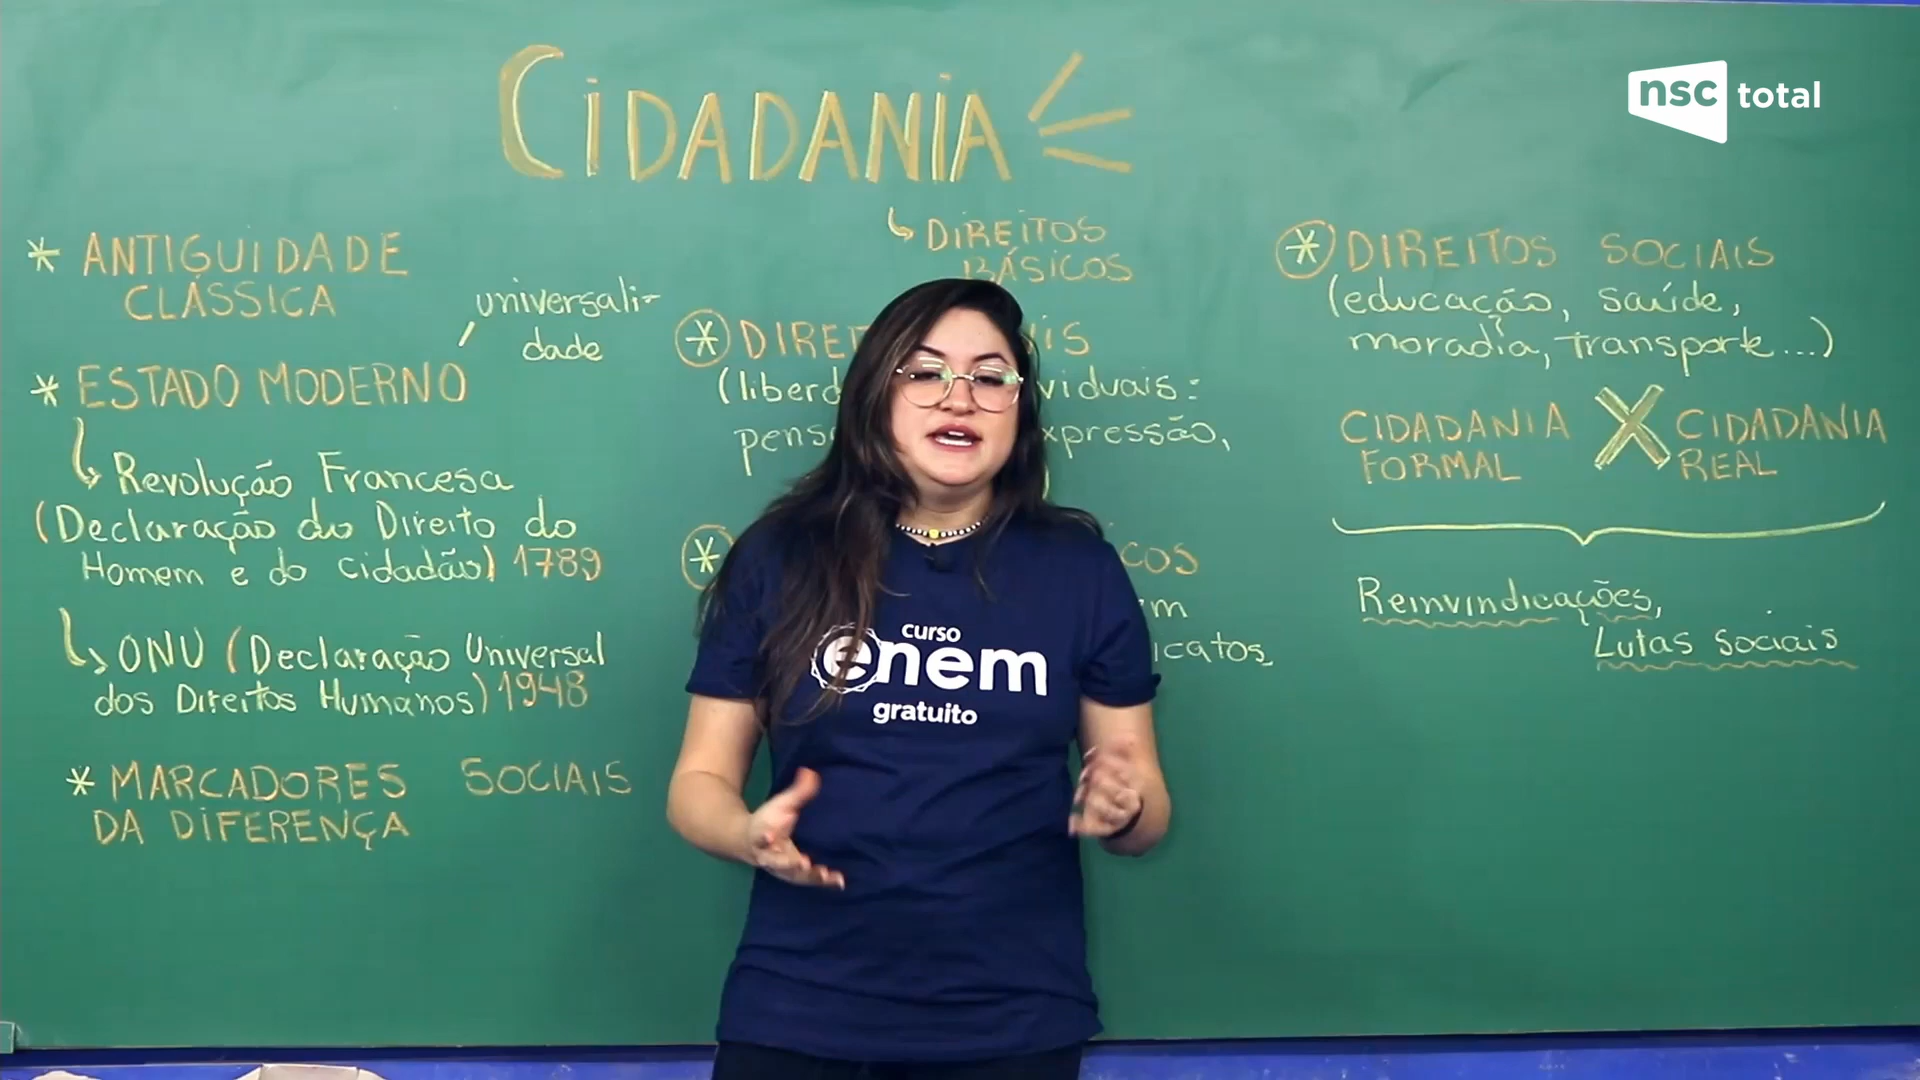 CIDADANIA
nsc total
* ANTIGUIDADE
CLÁSSICA
universali-
dade
* ESTADO MODERNO
Revolução Francesa
(Declaração do Direito do
Homem e do cidadão) 1789
ONU (Declaração Universal
dos Direitos Humanos) 1948
* MARCADORES SOCIAIS
DA DIFERENÇA
DIREITOS
BÁSICOS
* DIREI
(liberd viduais:
pens xpressão,
*
COS
em
icatos,
curso
enem
gratuito
* DIREITOS SOCIAIS
(educação, saúde,
moradia, transporte...)
CIDADANIA X CIDADANIA
FORMAL REAL
Reinvindicações,
Lutas Sociais